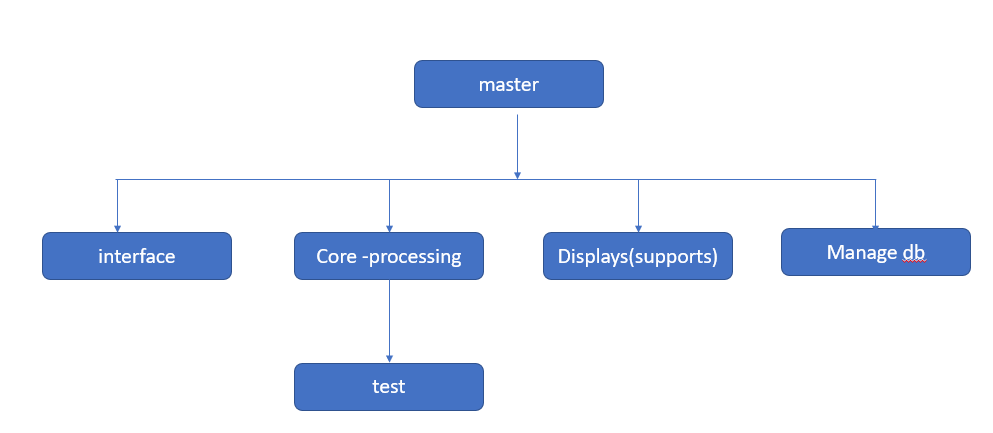 master
interface
Core -processing
Displays(supports)
Manage db
test